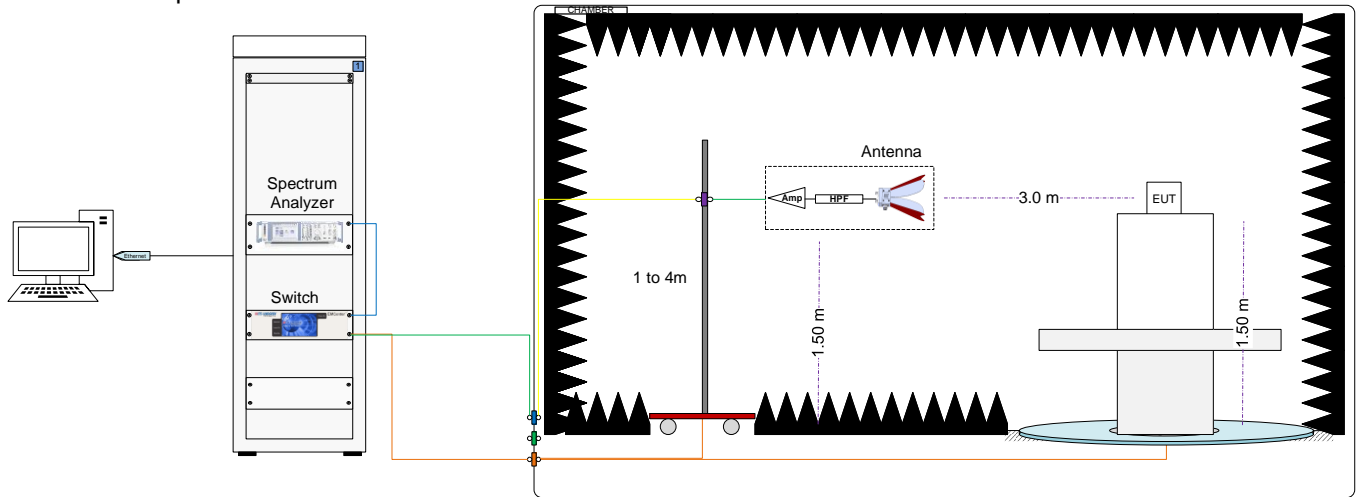 CHAMBER
1
Antenna
Spectrum
Analyzer
Amp
HPF
3.0 m
EUT
Ethernet
1 to 4m
Switch
1.50 m
1.50 m